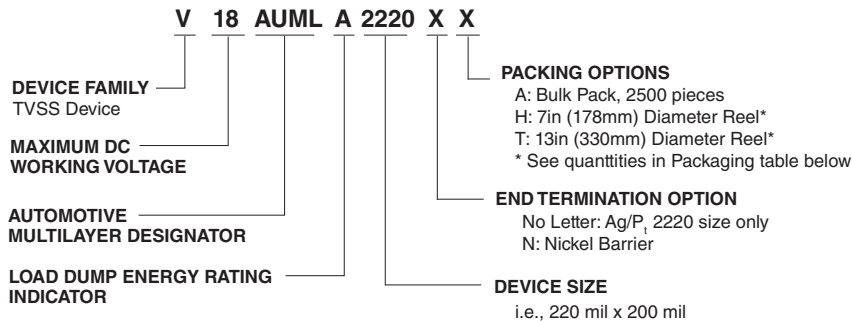 V 18 AUML A 2220 X X
DEVICE FAMILY
TVSS Device
MAXIMUM DC
WORKING VOLTAGE
AUTOMOTIVE
MULTILAYER DESIGNATOR
LOAD DUMP ENERGY RATING
INDICATOR
PACKING OPTIONS
A: Bulk Pack, 2500 pieces
H: 7in (178mm) Diameter Reel*
T: 13in (330mm) Diameter Reel*
* See quanttities in Packaging table below
END TERMINATION OPTION
No Letter: Ag/Pt 2220 size only
N: Nickel Barrier
DEVICE SIZE
i.e., 220 mil x 200 mil